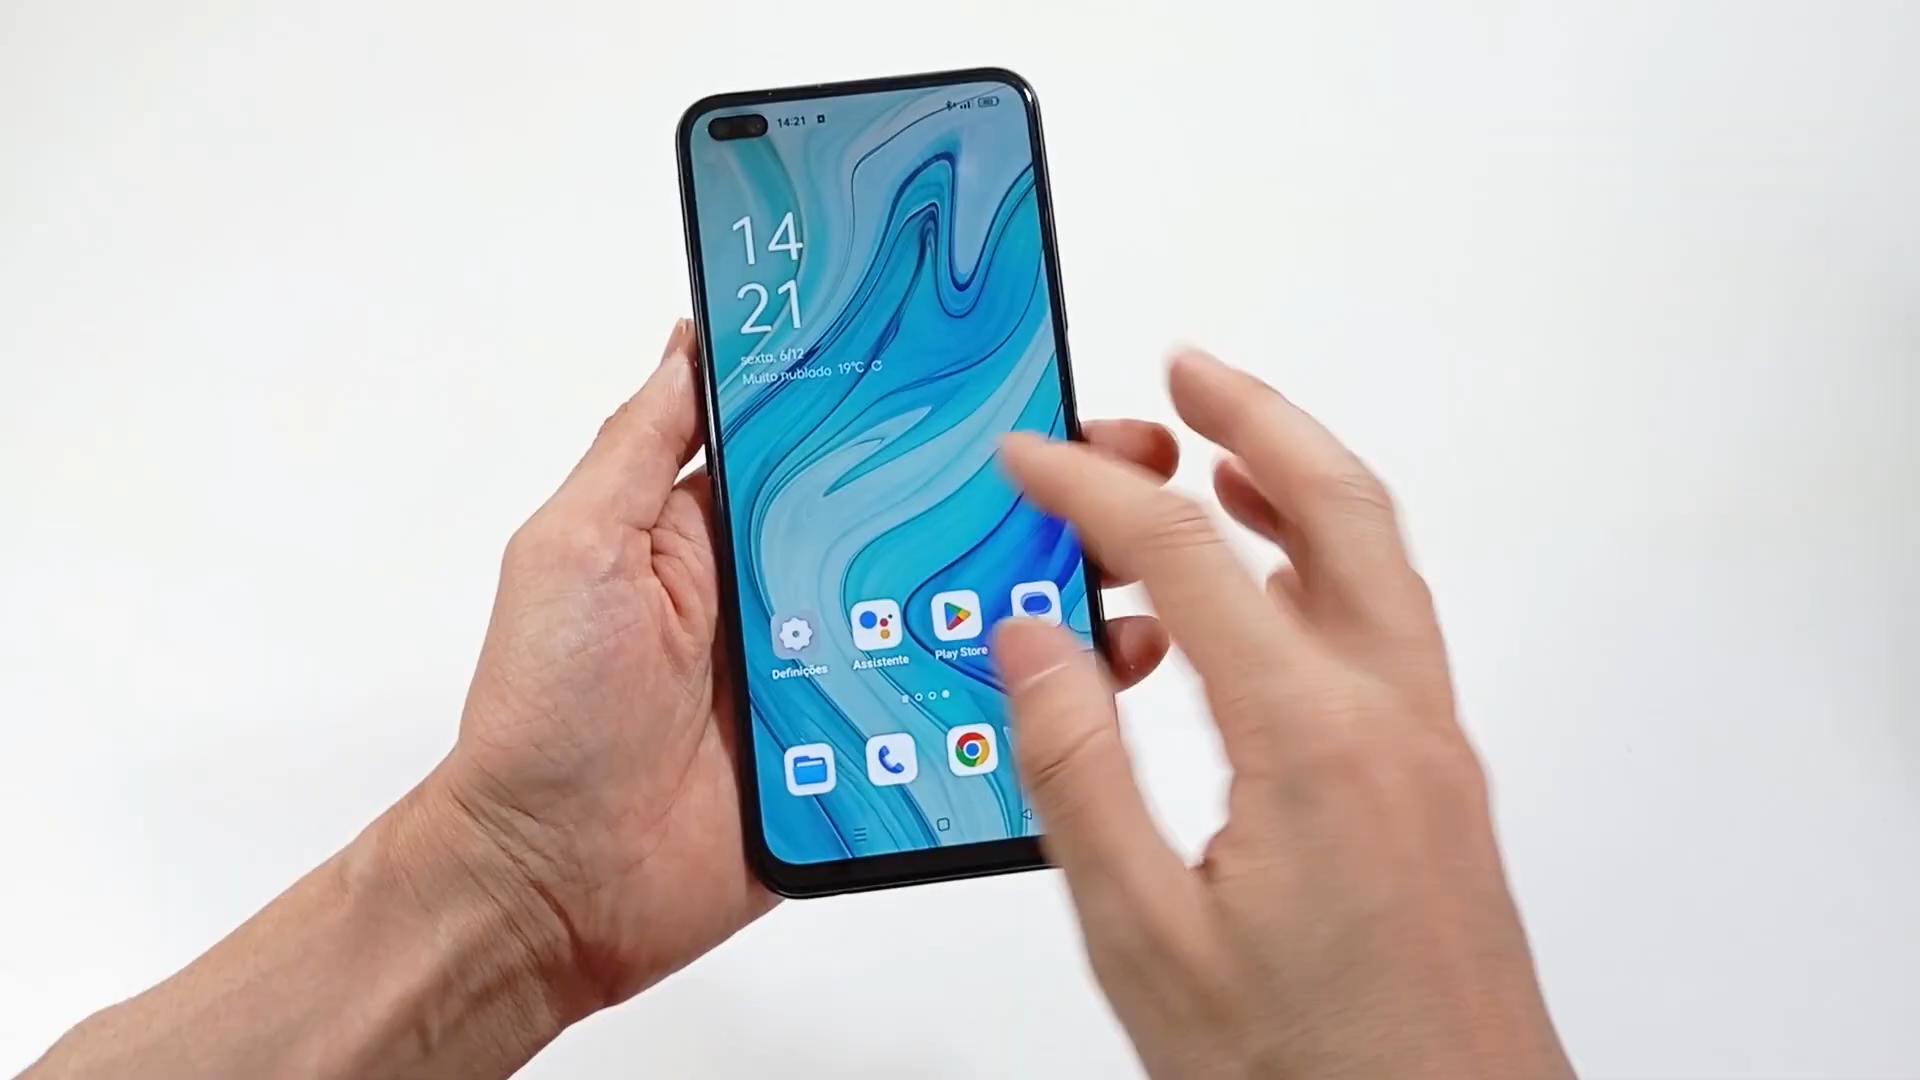 14:21
14
21
sexta, 6/12
Muito nublado 19°C
Definições
Assistente
Play Store